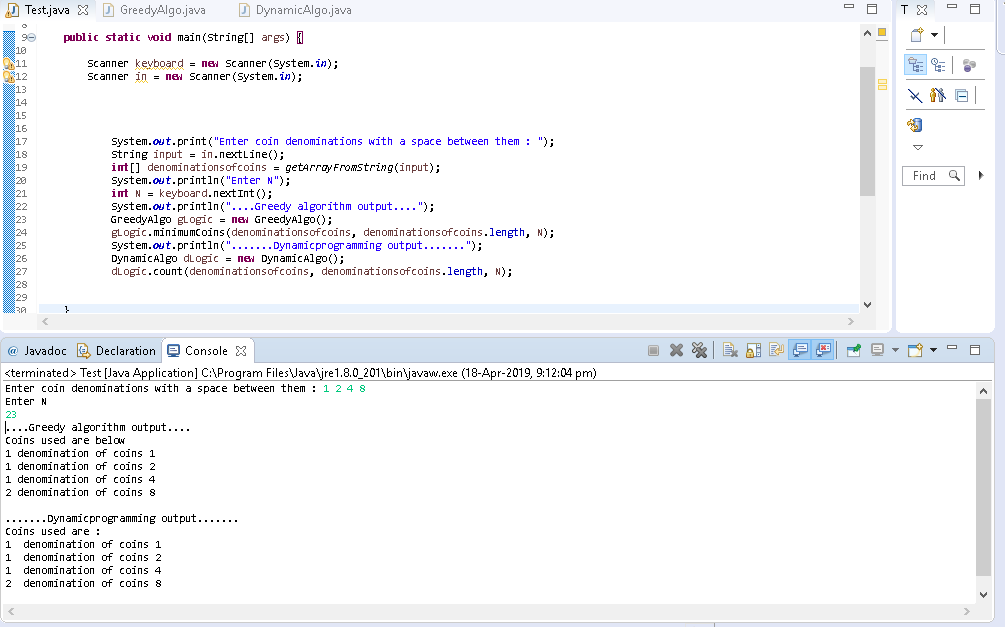 Test.java GreedyAlgo.java DynamicAlgo.java T
8
9 public static void main(String[] args) {
10
11 Scanner keyboard = new Scanner(System.in);
12 Scanner in = new Scanner(System.in);
13
14
15
16
17 System.out.print("Enter coin denominations with a space between them : ");
18 String input = in.nextLine();
19 int[] denominationsofcoins = getArrayFromString(input);
20 System.out.println("Enter N");
21 int N = keyboard.nextInt();
22 System.out.println("....Greedy algorithm output....");
23 GreedyAlgo gLogic = new GreedyAlgo();
24 gLogic.minimumCoins(denominationsofcoins, denominationsofcoins.length, N);
25 System.out.println(".......Dynamicprogramming output.......");
26 DynamicAlgo dLogic = new DynamicAlgo();
27 dLogic.count(denominationsofcoins, denominationsofcoins.length, N);
28
29
30 }
Find
@ Javadoc Declaration Console
<terminated> Test [Java Application] C:\Program Files\Java\jre1.8.0_201\bin\javaw.exe (18-Apr-2019, 9:12:04 pm)
Enter coin denominations with a space between them : 1 2 4 8
Enter N
23
....Greedy algorithm output....
Coins used are below
1 denomination of coins 1
1 denomination of coins 2
1 denomination of coins 4
2 denomination of coins 8
.......Dynamicprogramming output.......
Coins used are :
1  denomination of coins 1
1  denomination of coins 2
1  denomination of coins 4
2  denomination of coins 8